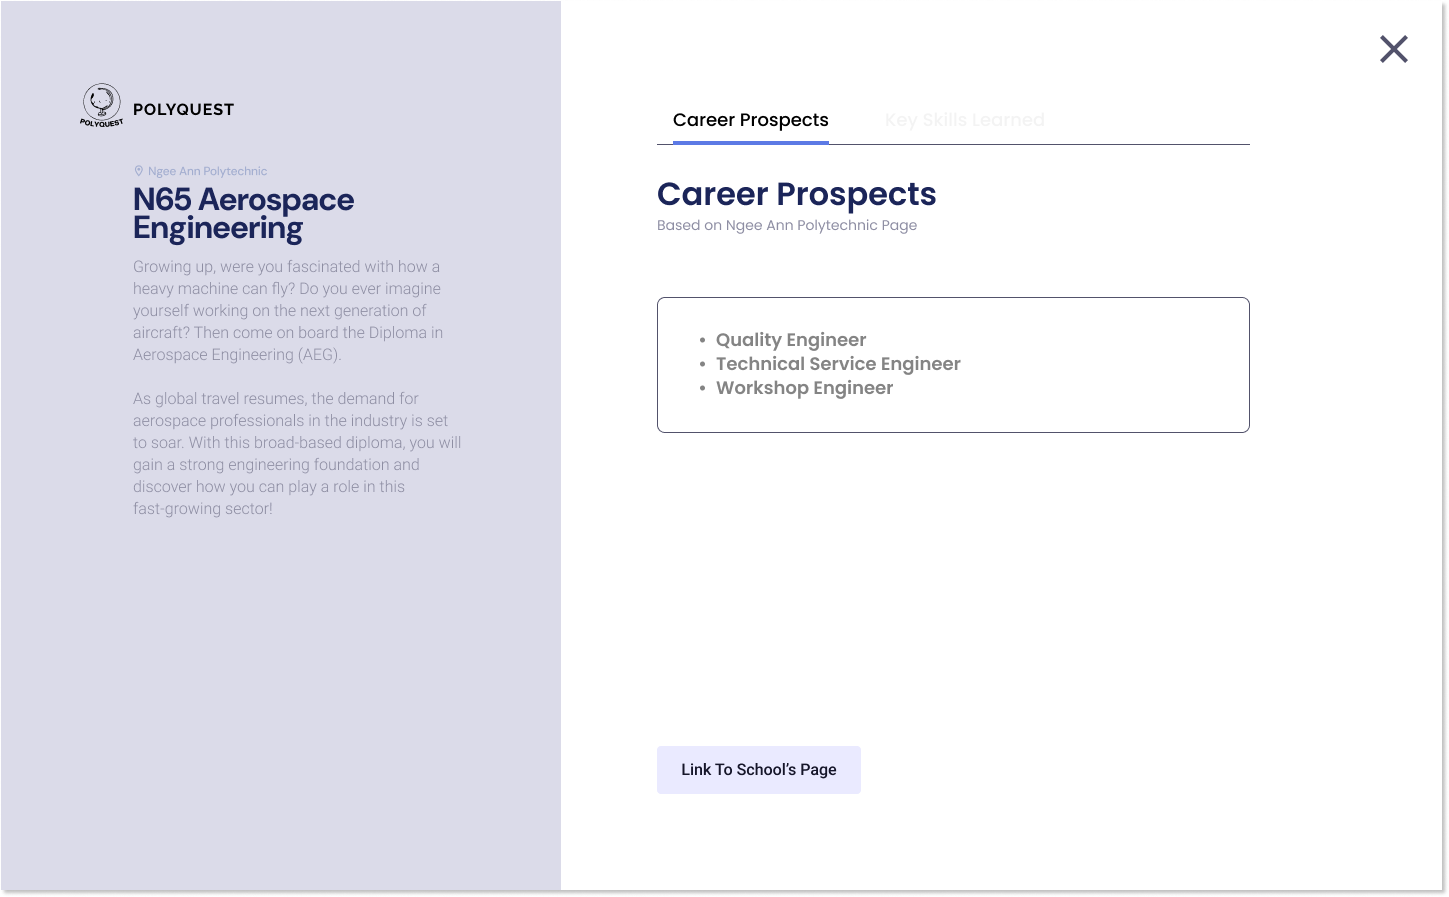 POLYQUEST
POLYQUEST
Ngee Ann Polytechnic
N65 Aerospace
Engineering
Growing up, were you fascinated with how a
heavy machine can fly? Do you ever imagine
yourself working on the next generation of
aircraft? Then come on board the Diploma in
Aerospace Engineering (AEG).
As global travel resumes, the demand for
aerospace professionals in the industry is set
to soar. With this broad-based diploma, you will
gain a strong engineering foundation and
discover how you can play a role in this
fast-growing sector!
Career Prospects
Key Skills Learned
Career Prospects
Based on Ngee Ann Polytechnic Page
• Quality Engineer
• Technical Service Engineer
• Workshop Engineer
Link To School’s Page